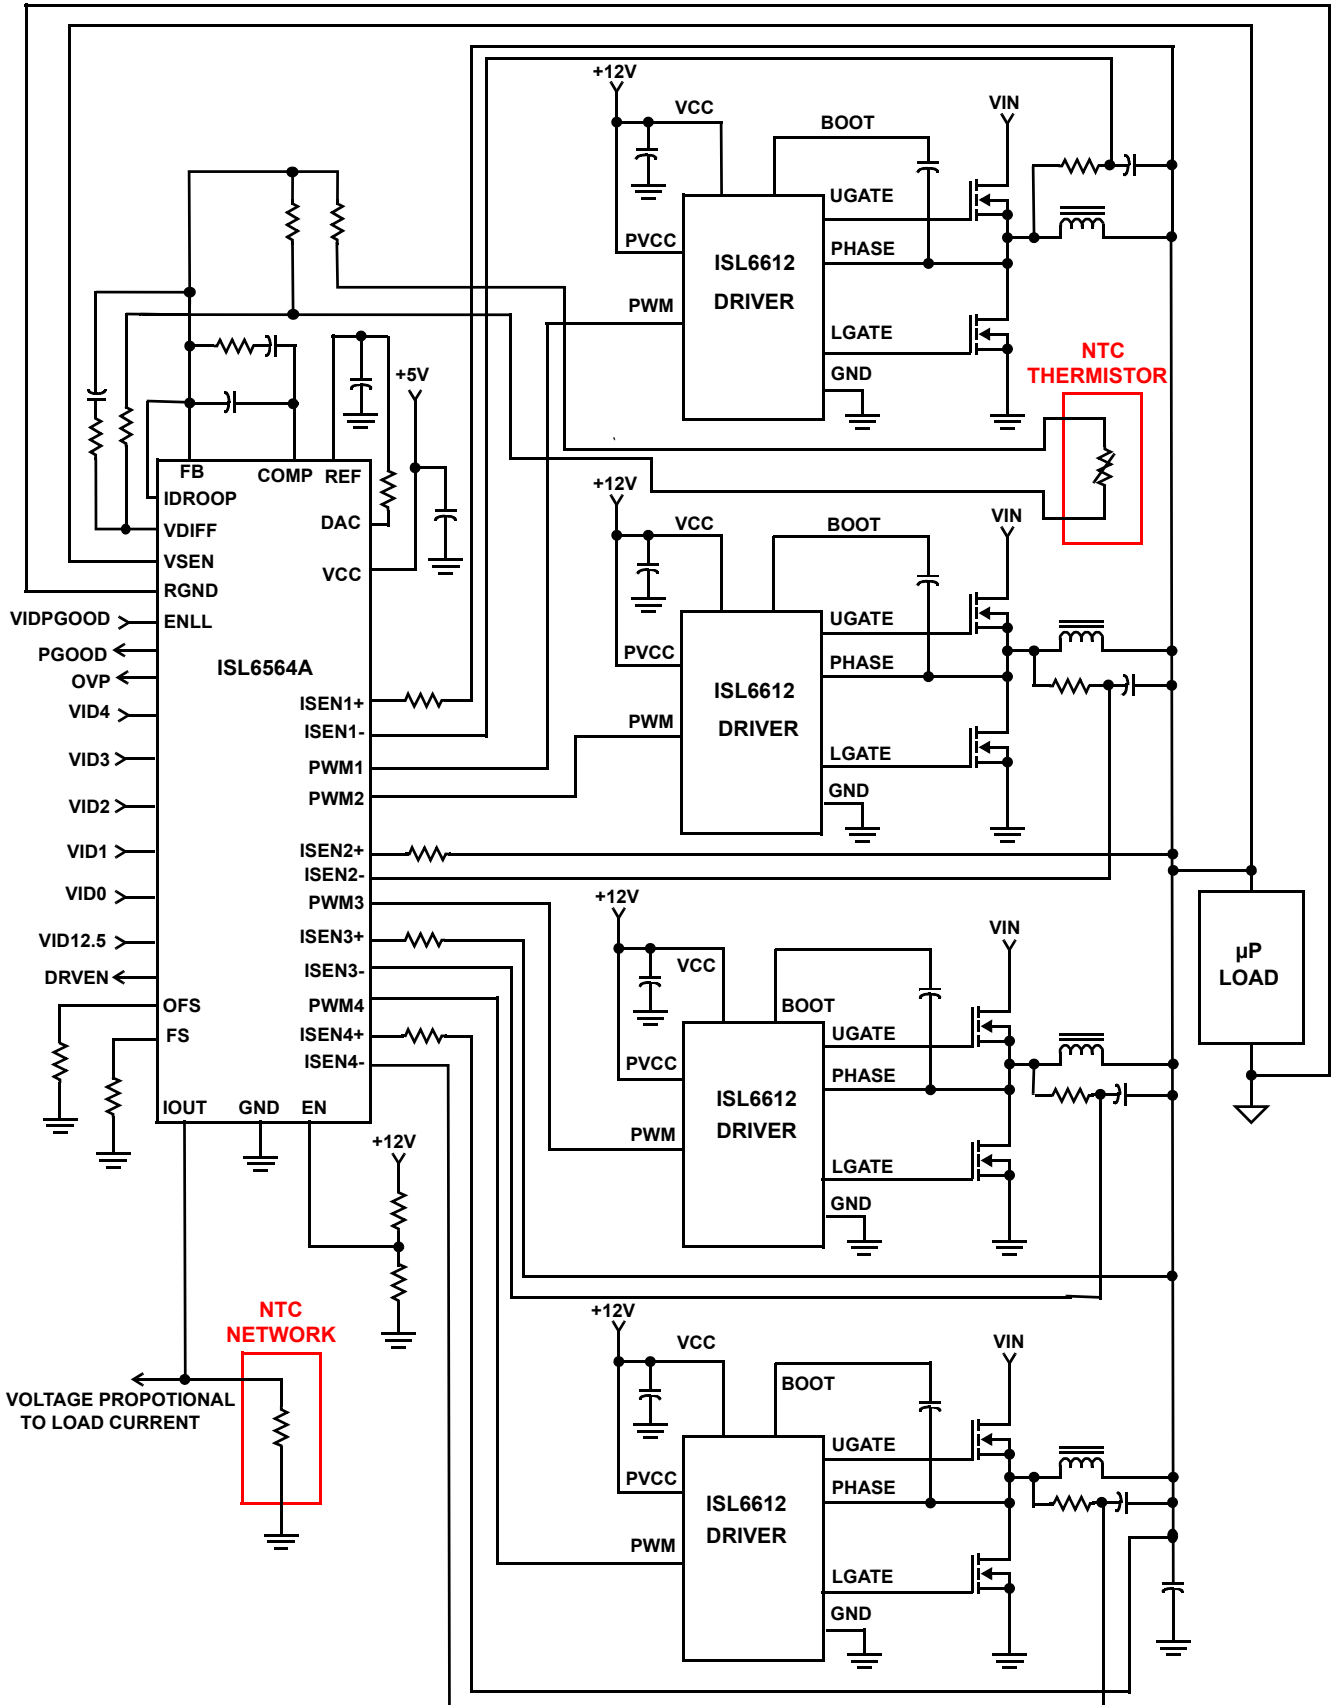 +12V
VCC
BOOT
VIN
UGATE
PVCC
PHASE
ISL6612
DRIVER
PWM
LGATE
GND
NTC
THERMISTOR
+5V
FB
COMP
REF
IDROOP
VDIFF
DAC
VSEN
VCC
RGND
VIDPGOOD
ENLL
PGOOD
OVP
ISL6564A
VID4
ISEN1+
ISEN1-
VID3
PWM1
VID2
PWM2
VID1
ISEN2+
ISEN2-
VID0
PWM3
VID12.5
ISEN3+
DRVEN
ISEN3-
OFS
PWM4
FS
ISEN4+
ISEN4-
IOUT
GND
EN
+12V
+12V
VCC
BOOT
VIN
UGATE
PVCC
PHASE
ISL6612
DRIVER
PWM
LGATE
GND
µP
LOAD
+12V
VCC
BOOT
VIN
UGATE
PVCC
PHASE
ISL6612
DRIVER
PWM
LGATE
GND
NTC
NETWORK
VOLTAGE PROPOTIONAL
TO LOAD CURRENT
+12V
VCC
BOOT
VIN
UGATE
PVCC
PHASE
ISL6612
DRIVER
PWM
LGATE
GND